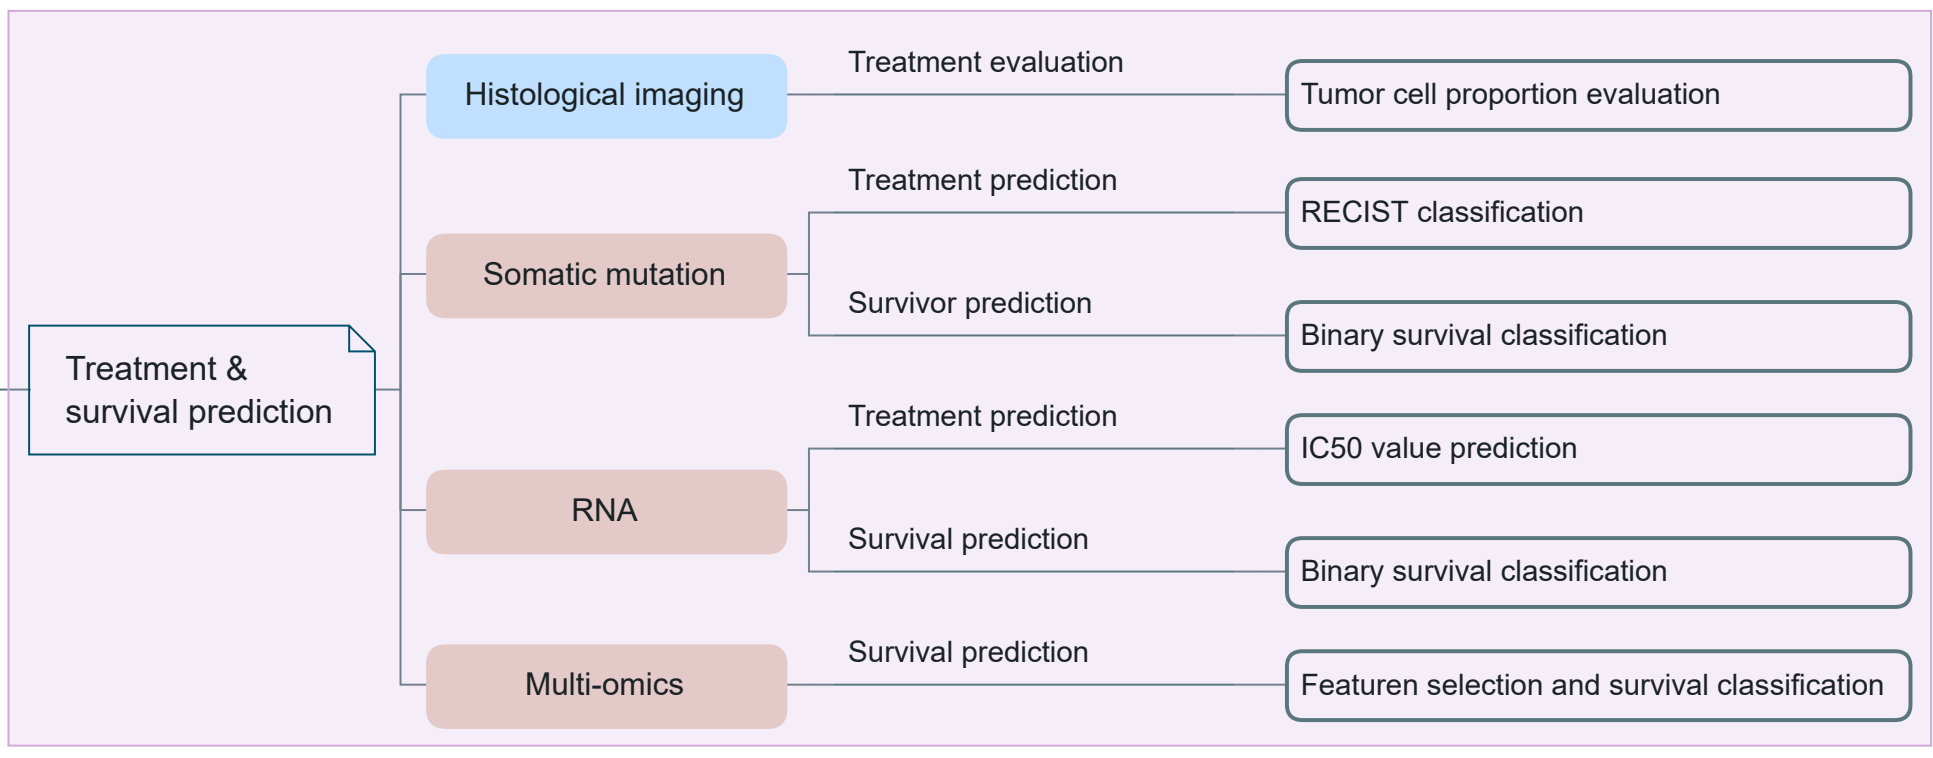 Treatment &
survival prediction
Histological imaging
Treatment evaluation
Tumor cell proportion evaluation
Somatic mutation
Treatment prediction
RECIST classification
Survivor prediction
Binary survival classification
RNA
Treatment prediction
IC50 value prediction
Survival prediction
Binary survival classification
Multi-omics
Survival prediction
Featuren selection and survival classification